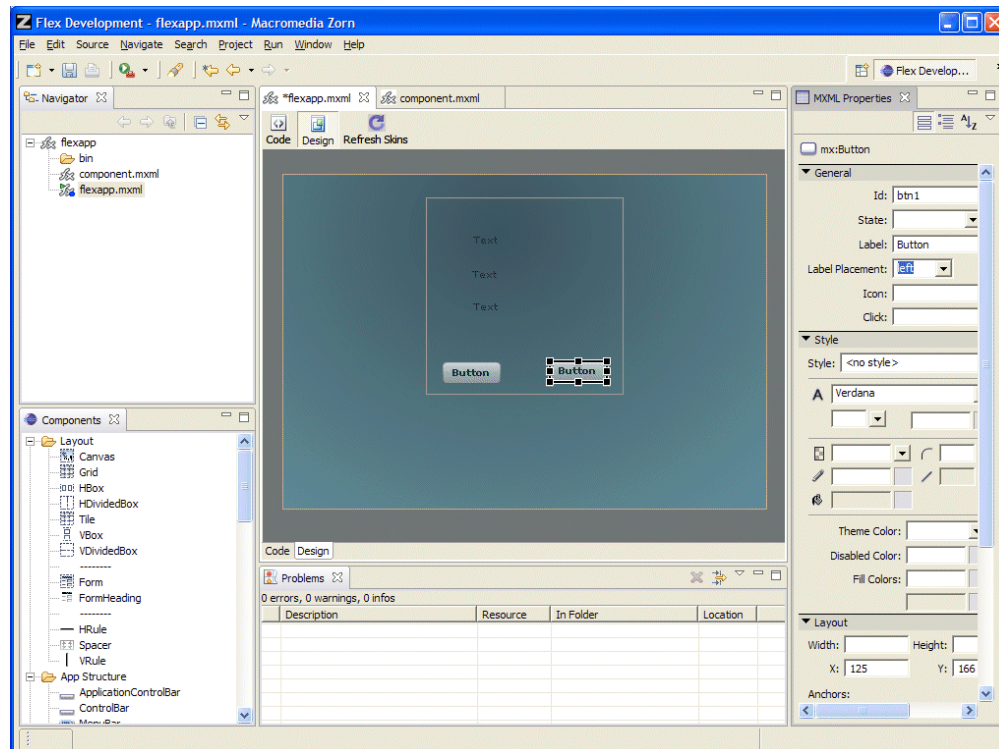 Flex Development - flexapp.mxml - Macromedia Zorn
File Edit Source Navigate Search Project Run Window Help
Flex Develop...
Navigator
flexapp
bin
component.mxml
flexapp.mxml
*flexapp.mxml component.mxml
Code Design Refresh Skins
Text
Text
Text
Button Button
Code Design
Components
Layout
Canvas
Grid
HBox
HDividedBox
Tile
VBox
VDividedBox
--------
Form
FormHeading
--------
HRule
Spacer
VRule
App Structure
ApplicationControlBar
ControlBar
MenuBar
Problems
0 errors, 0 warnings, 0 infos
Description Resource In Folder Location
MXML Properties
mx:Button
General
Id: btn1
State:
Label: Button
Label Placement: left
Icon:
Click:
Style
Style: <no style>
A Verdana
Theme Color:
Disabled Color:
Fill Colors:
Layout
Width: Height:
X: 125 Y: 166
Anchors: